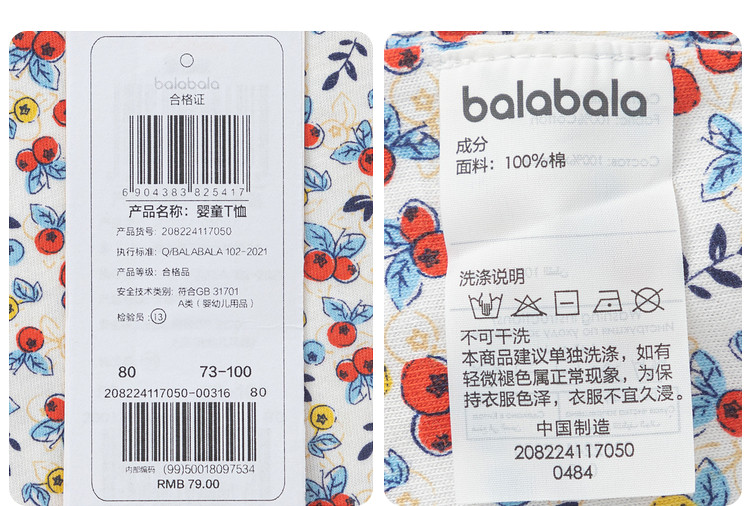 balabala
合格证
6 904383 825417
产品名称：婴童T恤
产品货号：208224117050
执行标准：Q/BALABALA 102-2021
产品等级：合格品
安全技术类别：符合GB 31701
A类（婴幼儿用品）
检验员：13
80 73-100
208224117050-00316 80
内部编码 (99)50018097534
RMB 79.00
balabala
成分
面料：100%棉
洗涤说明
不可干洗
本商品建议单独洗涤，如有
轻微褪色属正常现象，为保
持衣服色泽，衣服不宜久浸。
中国制造
208224117050
0484